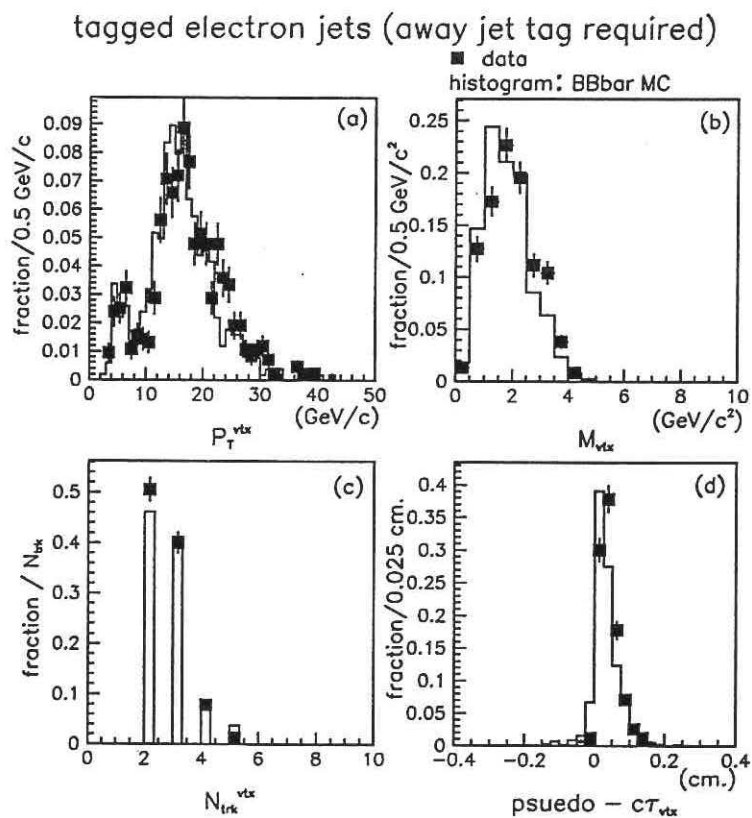 tagged electron jets (away jet tag required)
■ data
histogram: BBbar MC
(a)
fraction/0.5 GeV/c
0.09
0.08
0.07
0.06
0.05
0.04
0.03
0.02
0.01
0
0 10 20 30 40 50
(GeV/c)
P_T^vtx
(b)
fraction/0.5 GeV/c²
0.25
0.2
0.15
0.1
0.05
0
0 2 4 6 8 10
(GeV/c²)
M_vtx
(c)
fraction / N_trk
0.5
0.4
0.3
0.2
0.1
0
0 2 4 6 8 10
N_trk^vtx
(d)
fraction/0.025 cm.
0.4
0.35
0.3
0.25
0.2
0.15
0.1
0.05
0
-0.4 -0.2 0 0.2 0.4
(cm.)
psuedo - cτ_vtx